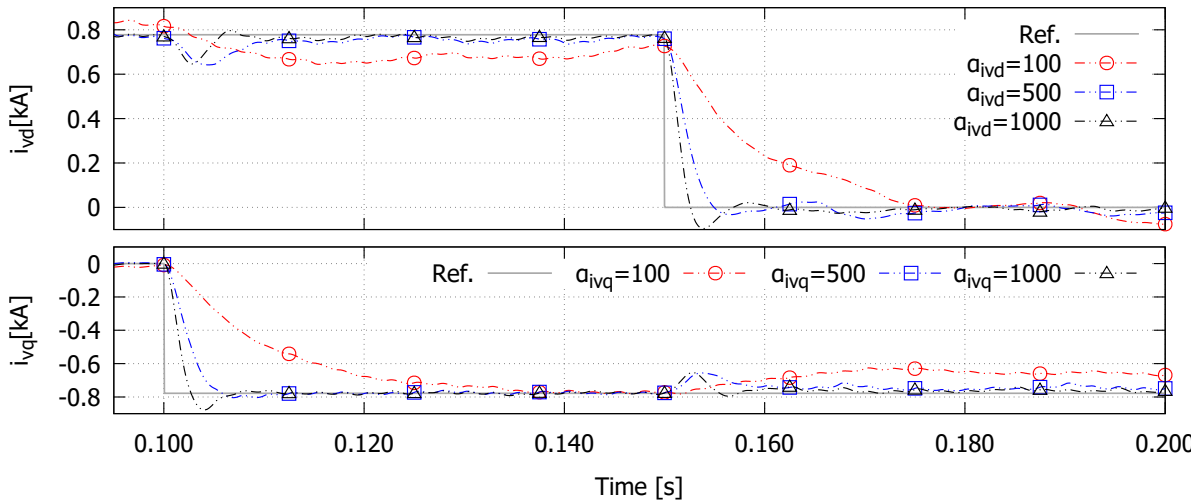 0.8
0.6
0.4
0.2
0
i_vd[kA]
Ref.
α_ivd=100
α_ivd=500
α_ivd=1000
0
-0.2
-0.4
-0.6
-0.8
i_vq[kA]
Ref. α_ivq=100 α_ivq=500 α_ivq=1000
0.100 0.120 0.140 0.160 0.180 0.200
Time [s]